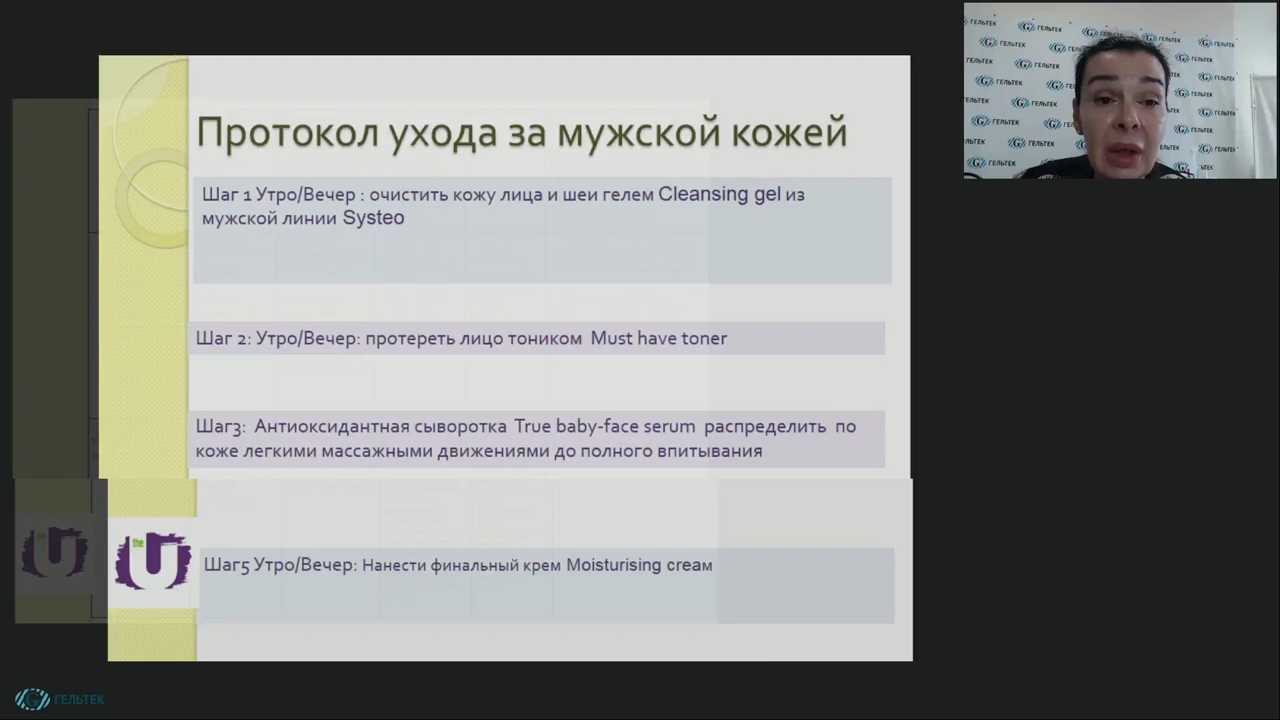 Протокол ухода за мужской кожей
Шаг 1 Утро/Вечер : очистить кожу лица и шеи гелем Cleansing gel из
мужской линии Systeo
Шаг 2: Утро/Вечер: протереть лицо тоником Must have toner
Шаг3: Антиоксидантная сыворотка True baby-face serum распределить по
коже легкими массажными движениями до полного впитывания
the U
Шаг5 Утро/Вечер: Нанести финальный крем Moisturising cream
ГЕЛЬТЕК
ГЕЛЬТЕК